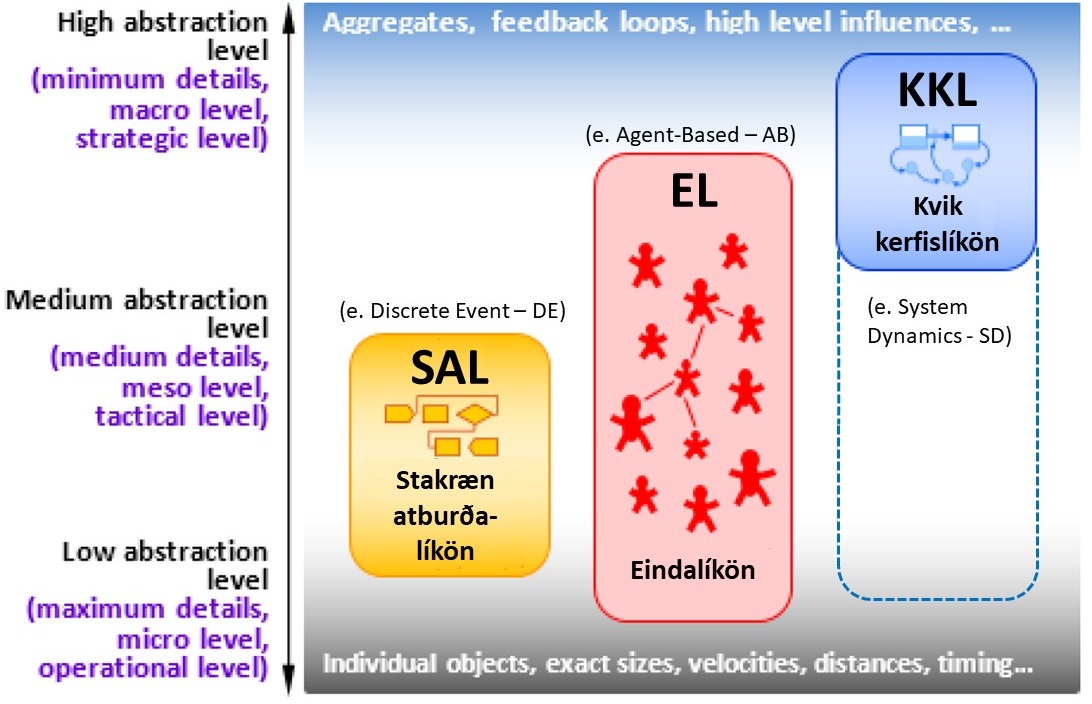 High abstraction
level
(minimum details,
macro level,
strategic level)
Medium abstraction
level
(medium details,
meso level,
tactical level)
Low abstraction
level
(maximum details,
micro level,
operational level)
Aggregates, feedback loops, high level influences, ...
(e. Discrete Event – DE)
SAL
Stakræn
atburða-
líkön
(e. Agent-Based – AB)
EL
Eindalíkön
KKL
Kvik
kerfislíkön
(e. System
Dynamics - SD)
Individual objects, exact sizes, velocities, distances, timing...